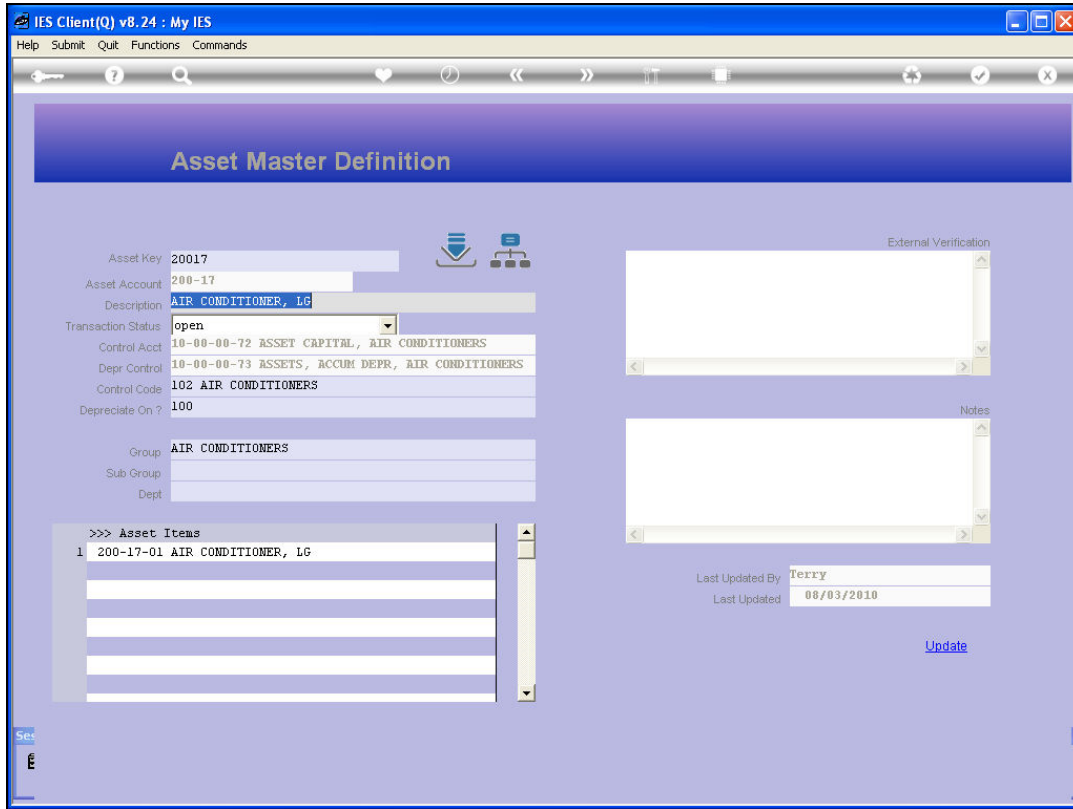 IES Client(Q) v8.24 : My IES
Help Submit Quit Functions Commands
Asset Master Definition
Asset Key 20017
Asset Account 200-17
Description AIR CONDITIONER, LG
Transaction Status open
Control Acct 10-00-00-72 ASSET CAPITAL, AIR CONDITIONERS
Depr Control 10-00-00-73 ASSETS, ACCUM DEPR, AIR CONDITIONERS
Control Code 102 AIR CONDITIONERS
Depreciate On ? 100
Group AIR CONDITIONERS
Sub Group
Dept
>>> Asset Items
1 200-17-01 AIR CONDITIONER, LG
External Verification
Notes
Last Updated By Terry
Last Updated 08/03/2010
Update
Ses